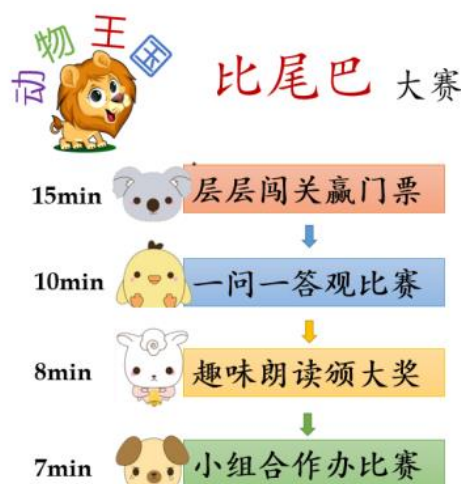 动物王国
比尾巴 大赛
15min 层层闯关赢门票
10min 一问一答观比赛
8min 趣味朗读颁大奖
7min 小组合作办比赛